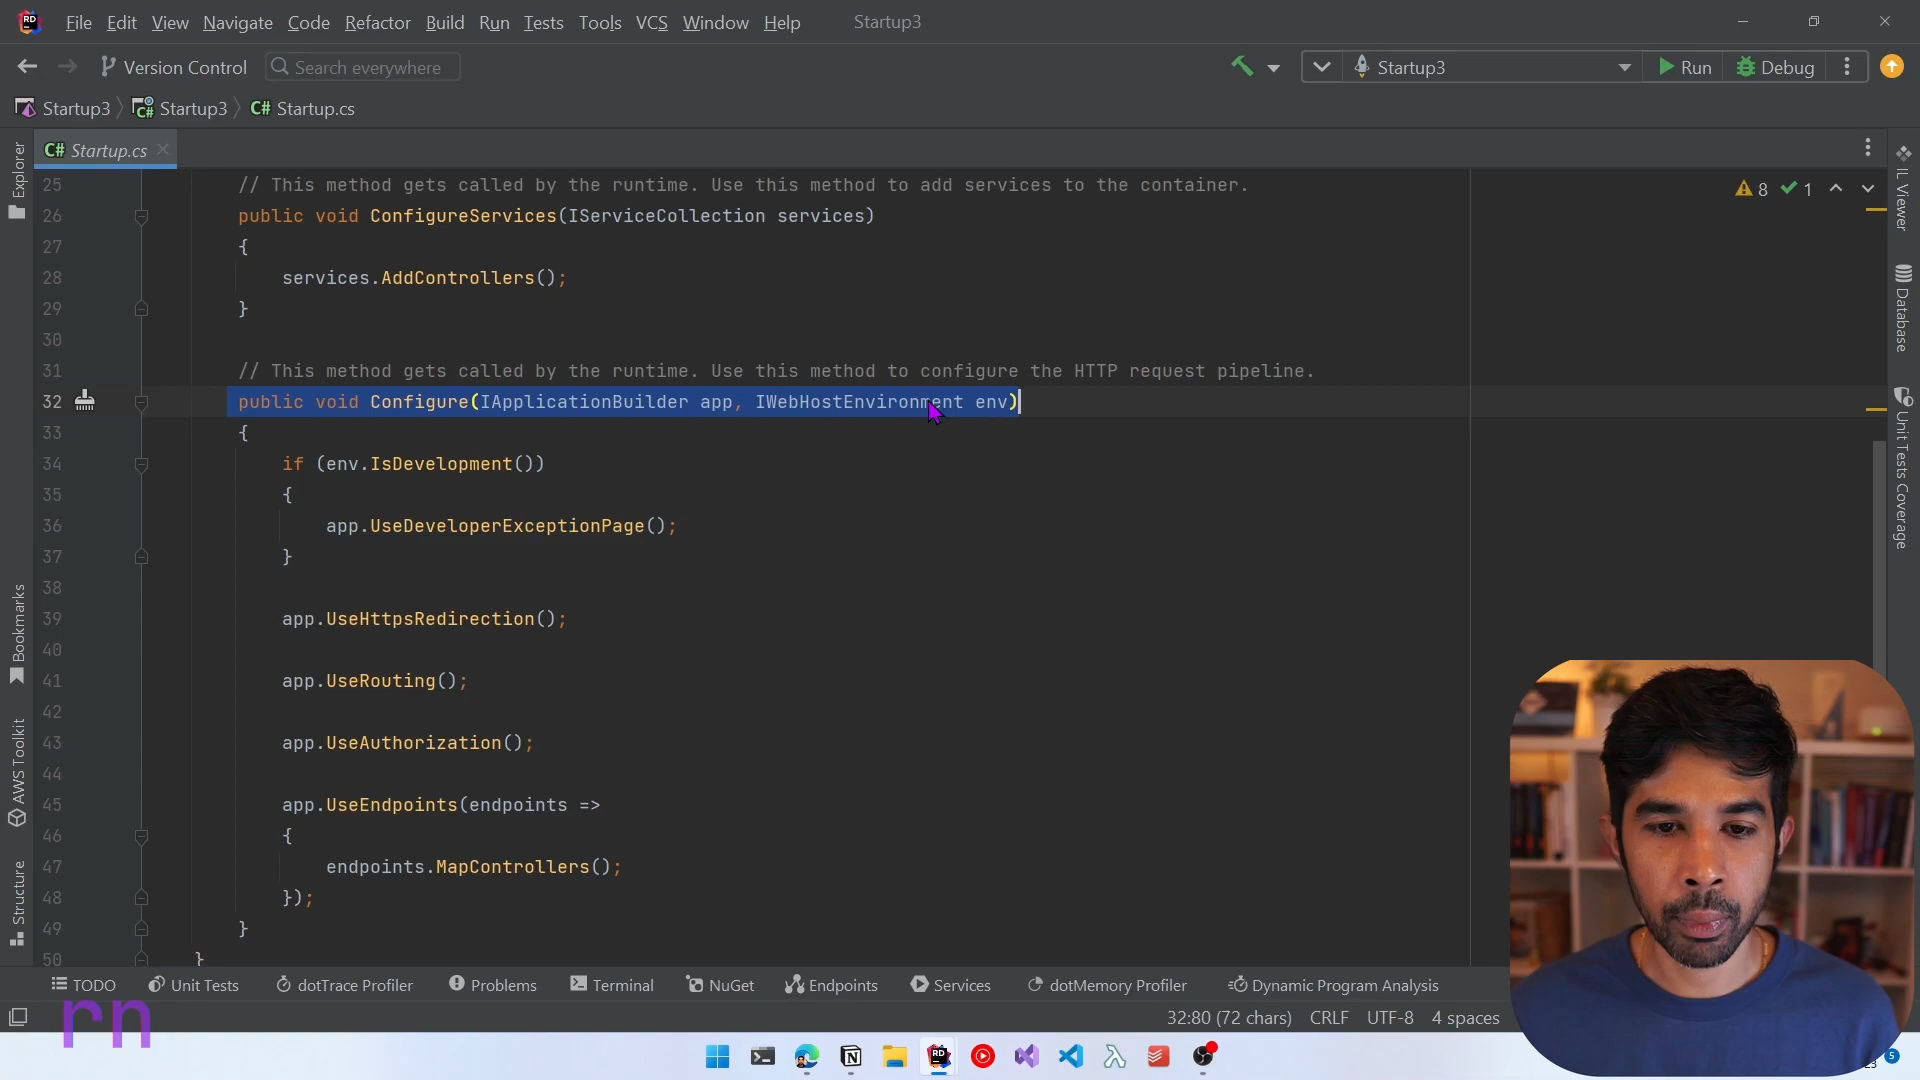 File Edit View Navigate Code Refactor Build Run Tests Tools VCS Window Help Startup3
Version Control Search everywhere Startup3 Run Debug
Startup3 Startup3 C# Startup.cs
C# Startup.cs
Explorer
Bookmarks
AWS Toolkit
Structure
25 // This method gets called by the runtime. Use this method to add services to the container.
26 public void ConfigureServices(IServiceCollection services)
27 {
28 services.AddControllers();
29 }
30
31 // This method gets called by the runtime. Use this method to configure the HTTP request pipeline.
32 public void Configure(IApplicationBuilder app, IWebHostEnvironment env)
33 {
34 if (env.IsDevelopment())
35 {
36 app.UseDeveloperExceptionPage();
37 }
38
39 app.UseHttpsRedirection();
40
41 app.UseRouting();
42
43 app.UseAuthorization();
44
45 app.UseEndpoints(endpoints =>
46 {
47 endpoints.MapControllers();
48 });
49 }
50 }
8 1
IL Viewer
Database
Unit Tests Coverage
TODO Unit Tests dotTrace Profiler Problems Terminal NuGet Endpoints Services dotMemory Profiler Dynamic Program Analysis
rn
32:80 (72 chars) CRLF UTF-8 4 spaces
5